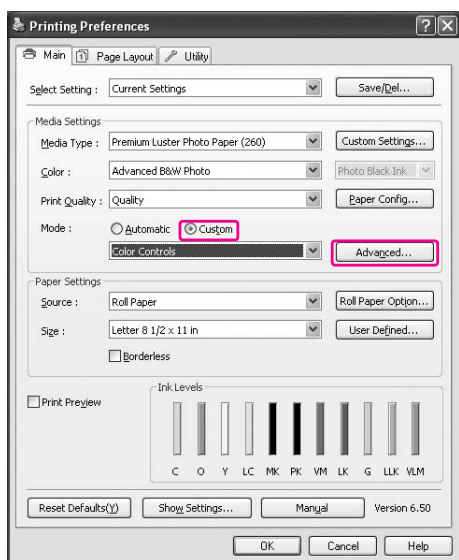 Printing Preferences
Main Page Layout Utility
Select Setting : Current Settings Save/Del...
Media Settings
Media Type : Premium Luster Photo Paper (260) Custom Settings...
Color : Advanced B&W Photo Photo Black Ink
Print Quality : Quality Paper Config...
Mode : Automatic Custom
Color Controls Advanced...
Paper Settings
Source : Roll Paper Roll Paper Option...
Size : Letter 8 1/2 x 11 in User Defined...
Borderless
Print Preview
Ink Levels
C O Y LC MK PK VM LK G LLK VLM
Reset Defaults(Y) Show Settings... Manual Version 6.50
OK Cancel Help